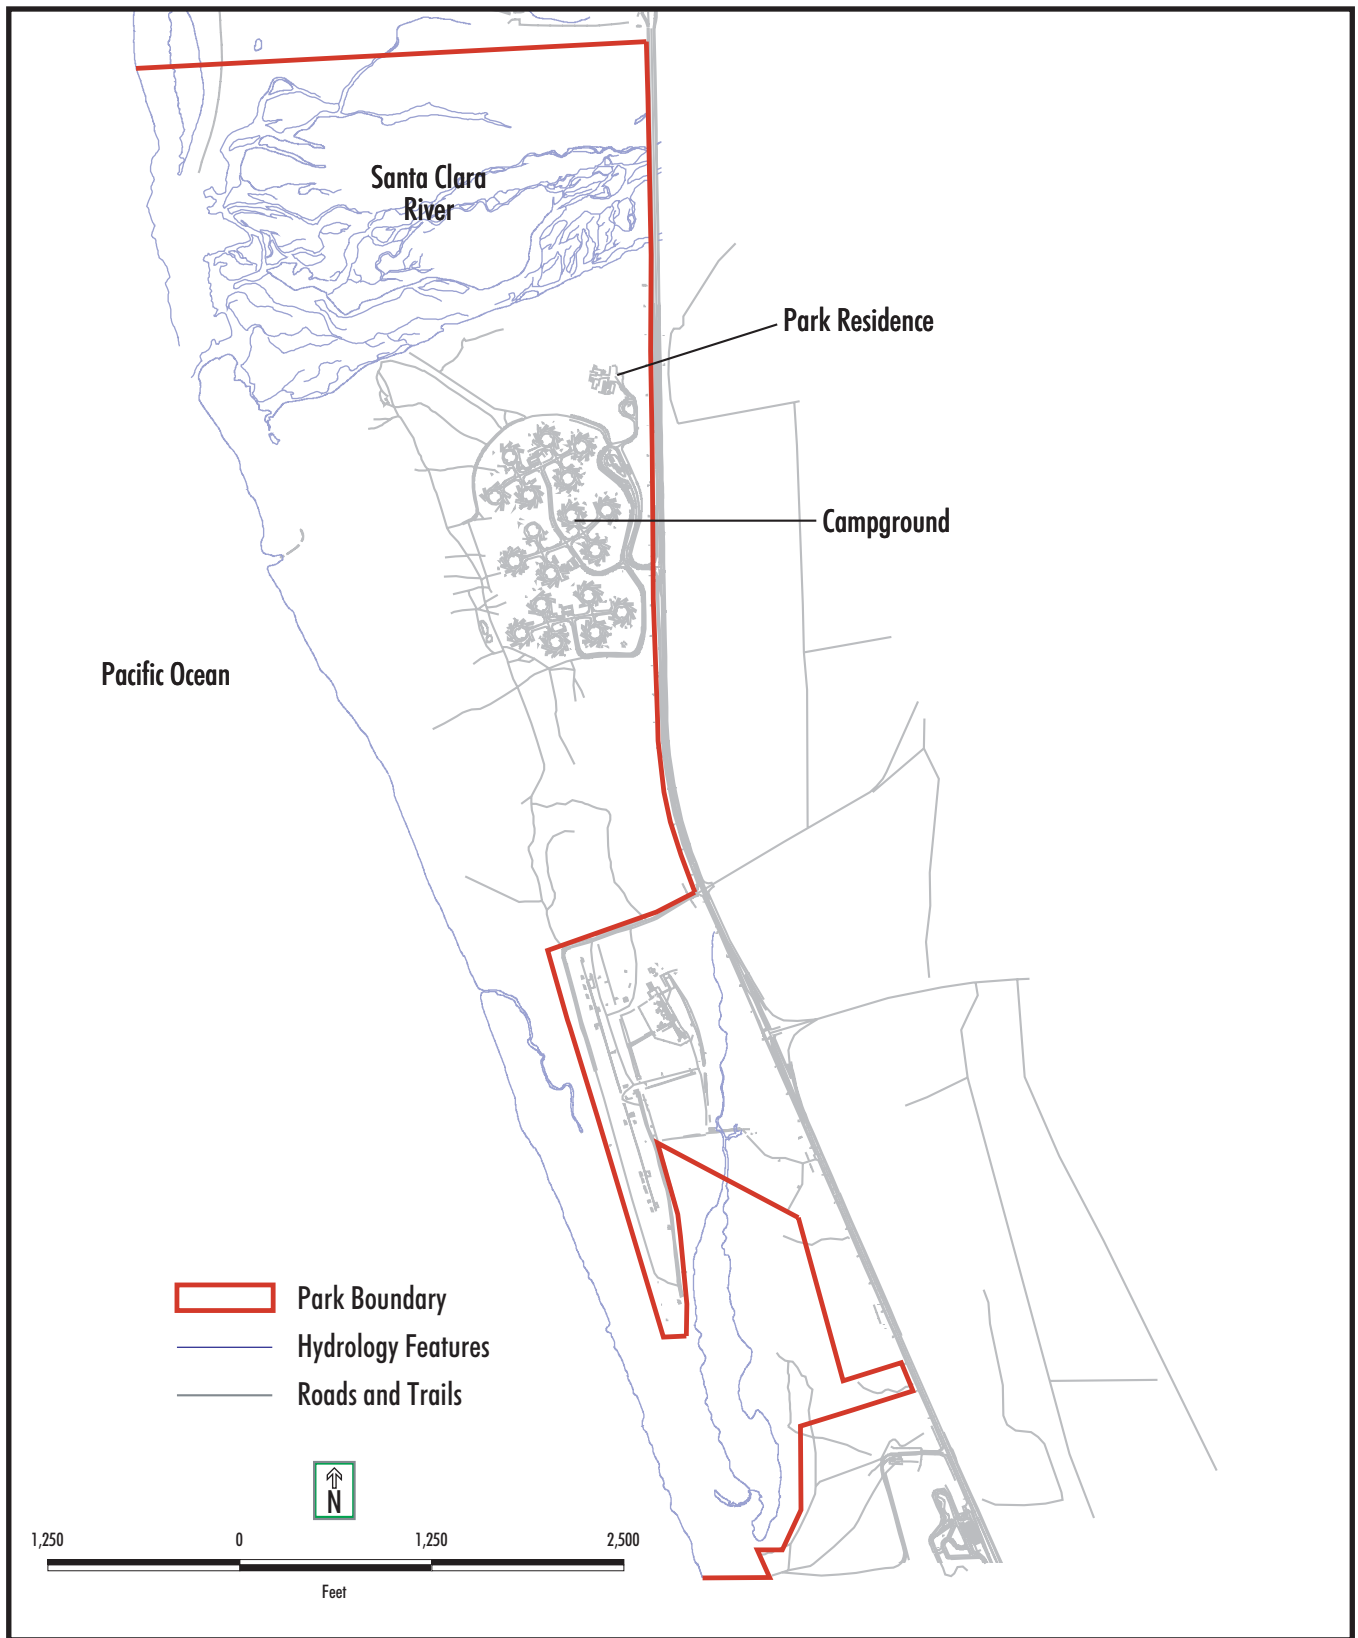 Santa Clara
River
Park Residence
Campground
Pacific Ocean
Park Boundary
Hydrology Features
Roads and Trails
N
1,250 0 1,250 2,500
Feet